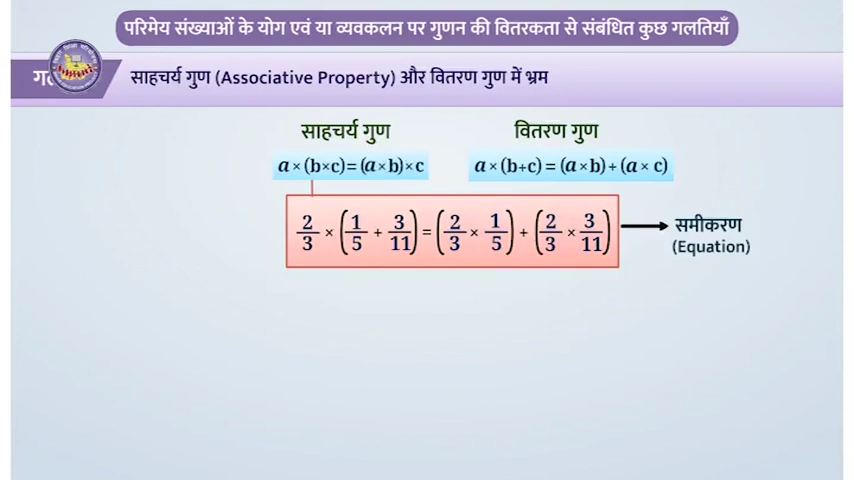 परिमेय संख्याओं के योग एवं या व्यवकलन पर गुणन की वितरकता से संबंधित कुछ गलतियाँ
साहचर्य गुण (Associative Property) और वितरण गुण में भ्रम
साहचर्य गुण वितरण गुण
a × (b×c)= (a×b)× c a × (b+c) = (a ×b) + (a × c)
2/3 × (1/5 + 3/11) = (2/3 × 1/5) + (2/3 × 3/11) समीकरण
(Equation)